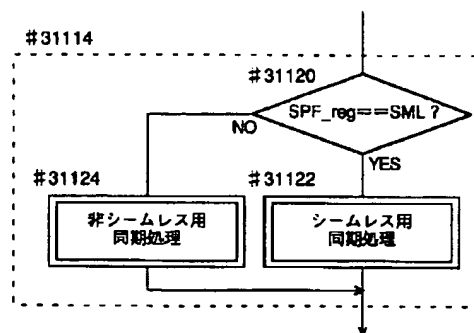 #31114
#31120
SPF_reg==SML?
NO
YES
#31124
#31122
非シームレス用
同期処理
シームレス用
同期処理